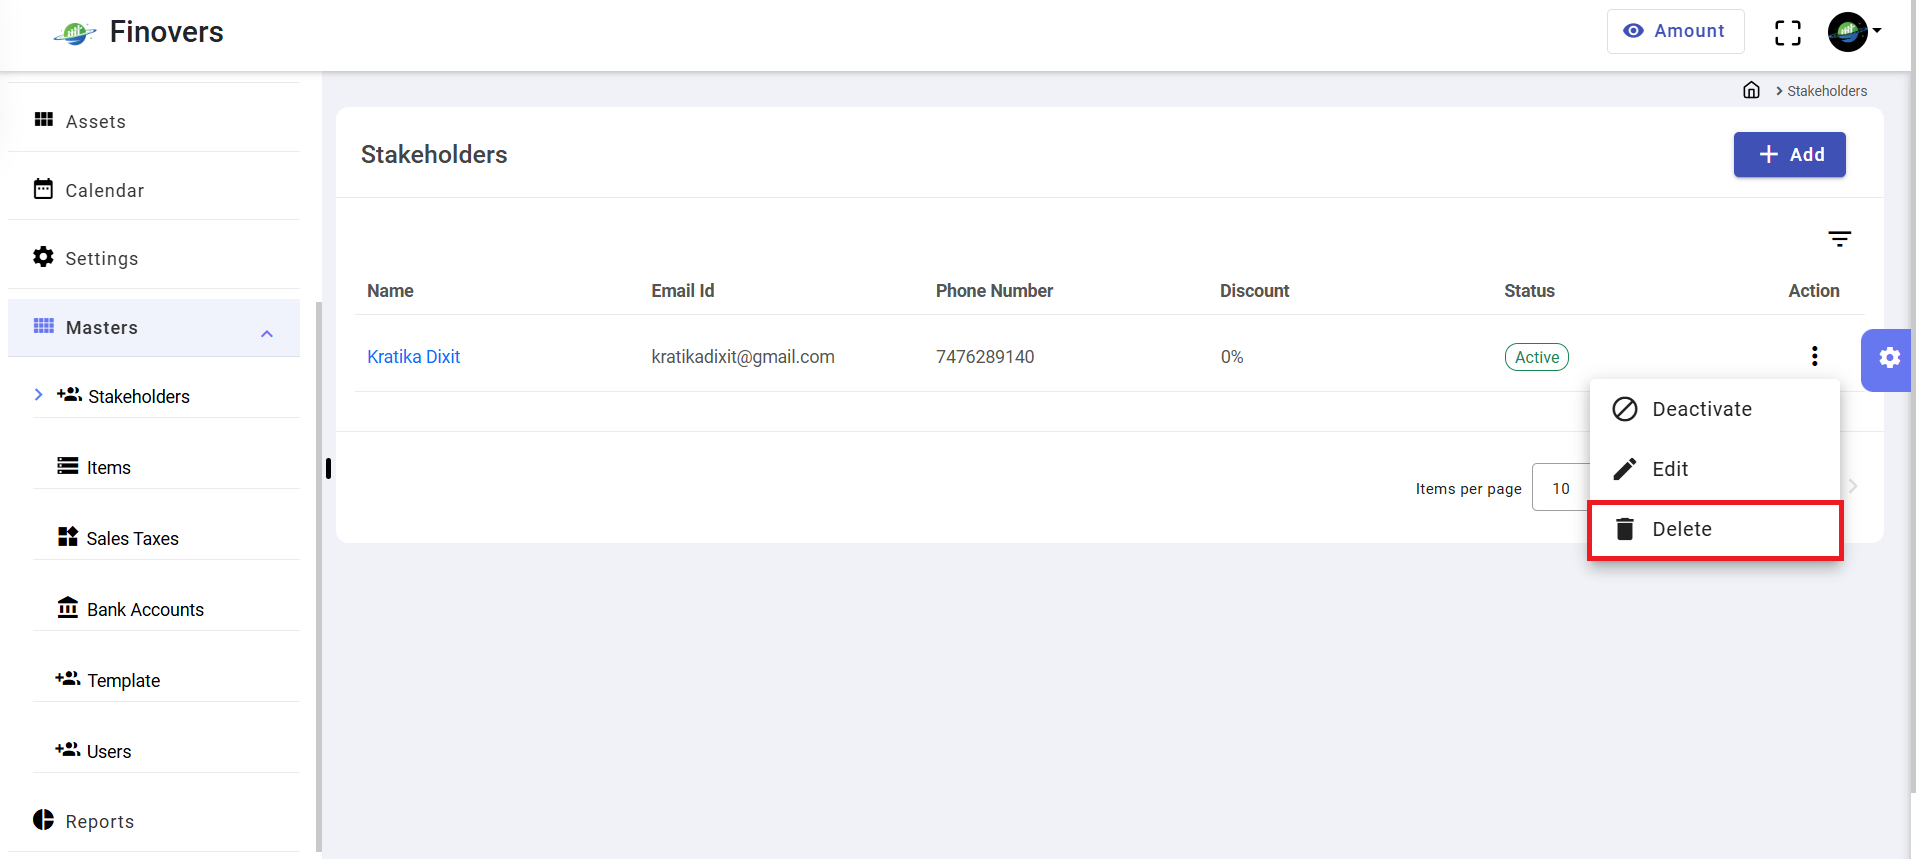 Finovers
Amount
Stakeholders
Assets
Calendar
Settings
Masters
Stakeholders
Items
Sales Taxes
Bank Accounts
Template
Users
Reports
Stakeholders
Add
Name Email Id Phone Number Discount Status Action
Kratika Dixit kratikadixit@gmail.com 7476289140 0% Active
Deactivate
Edit
Delete
Items per page 10